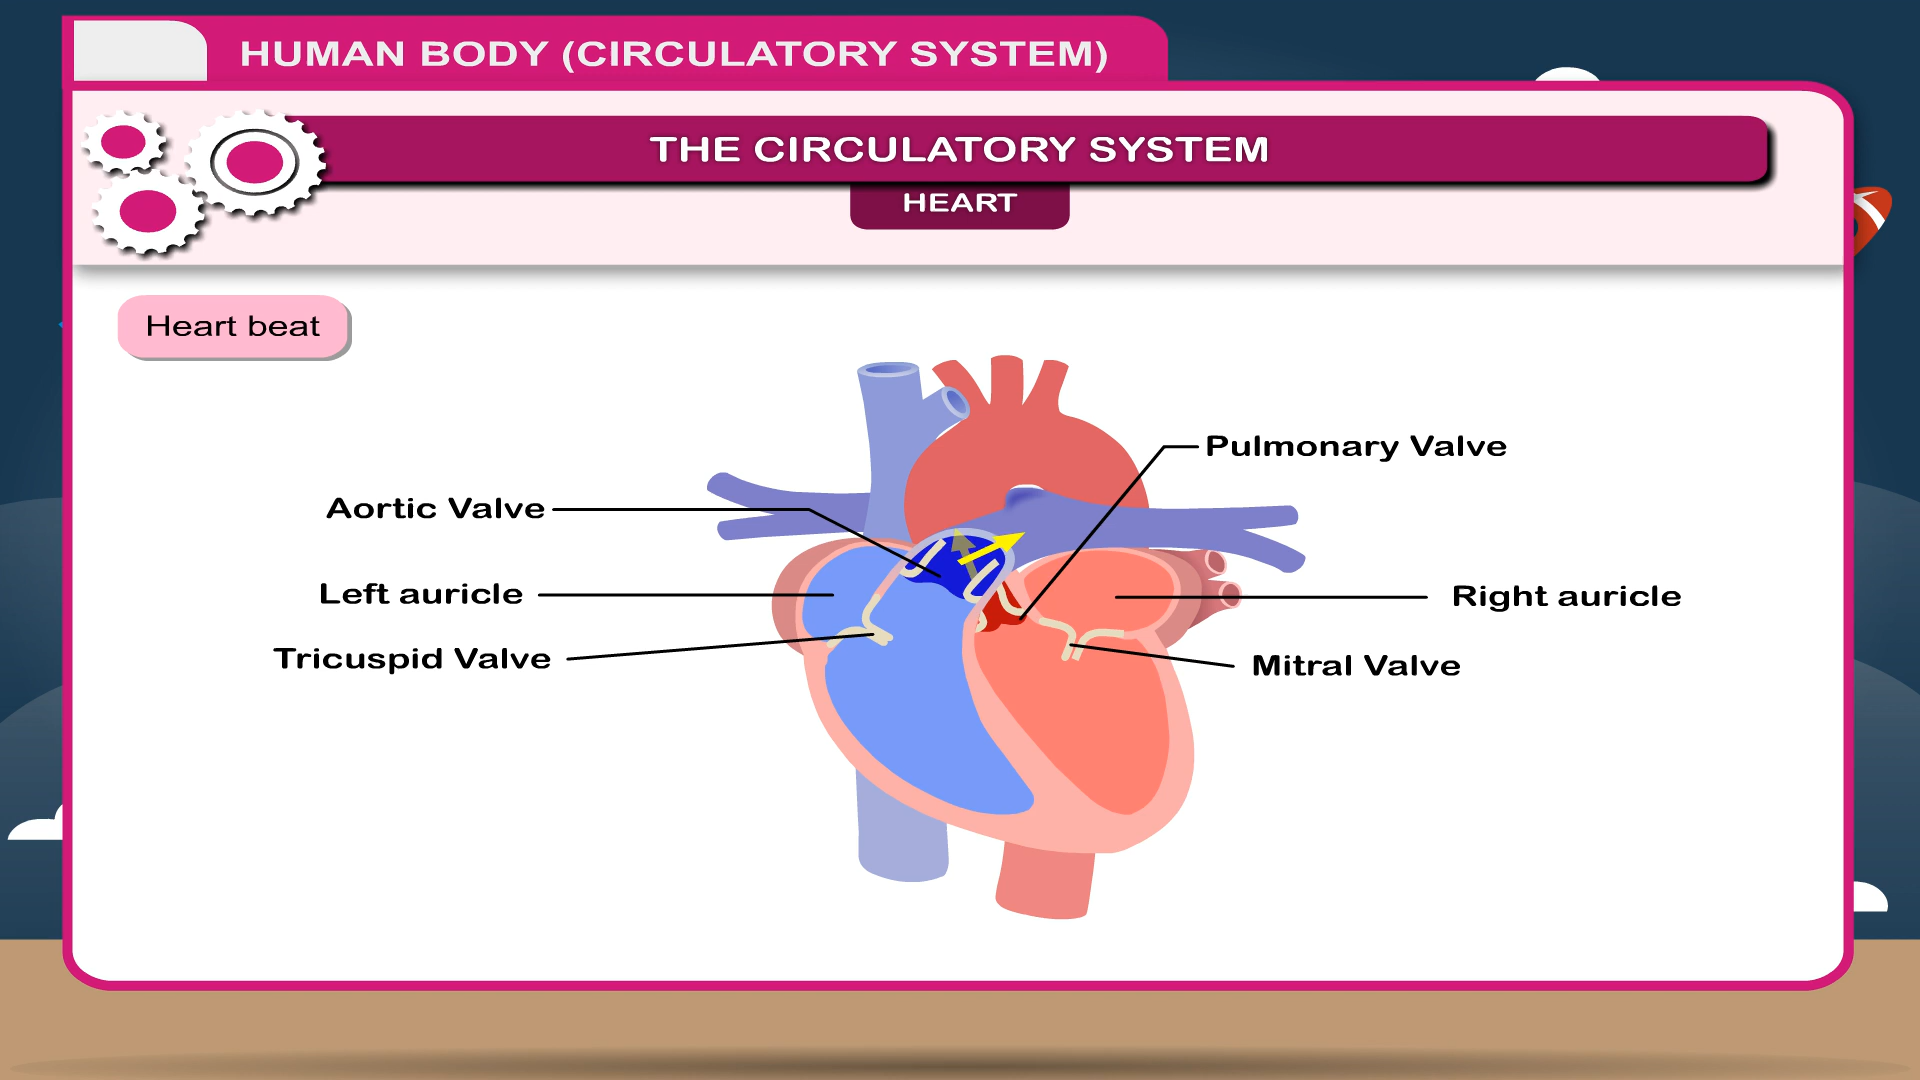 HUMAN BODY (CIRCULATORY SYSTEM)
THE CIRCULATORY SYSTEM
HEART
Heart beat
Pulmonary Valve
Aortic Valve
Left auricle
Right auricle
Tricuspid Valve
Mitral Valve